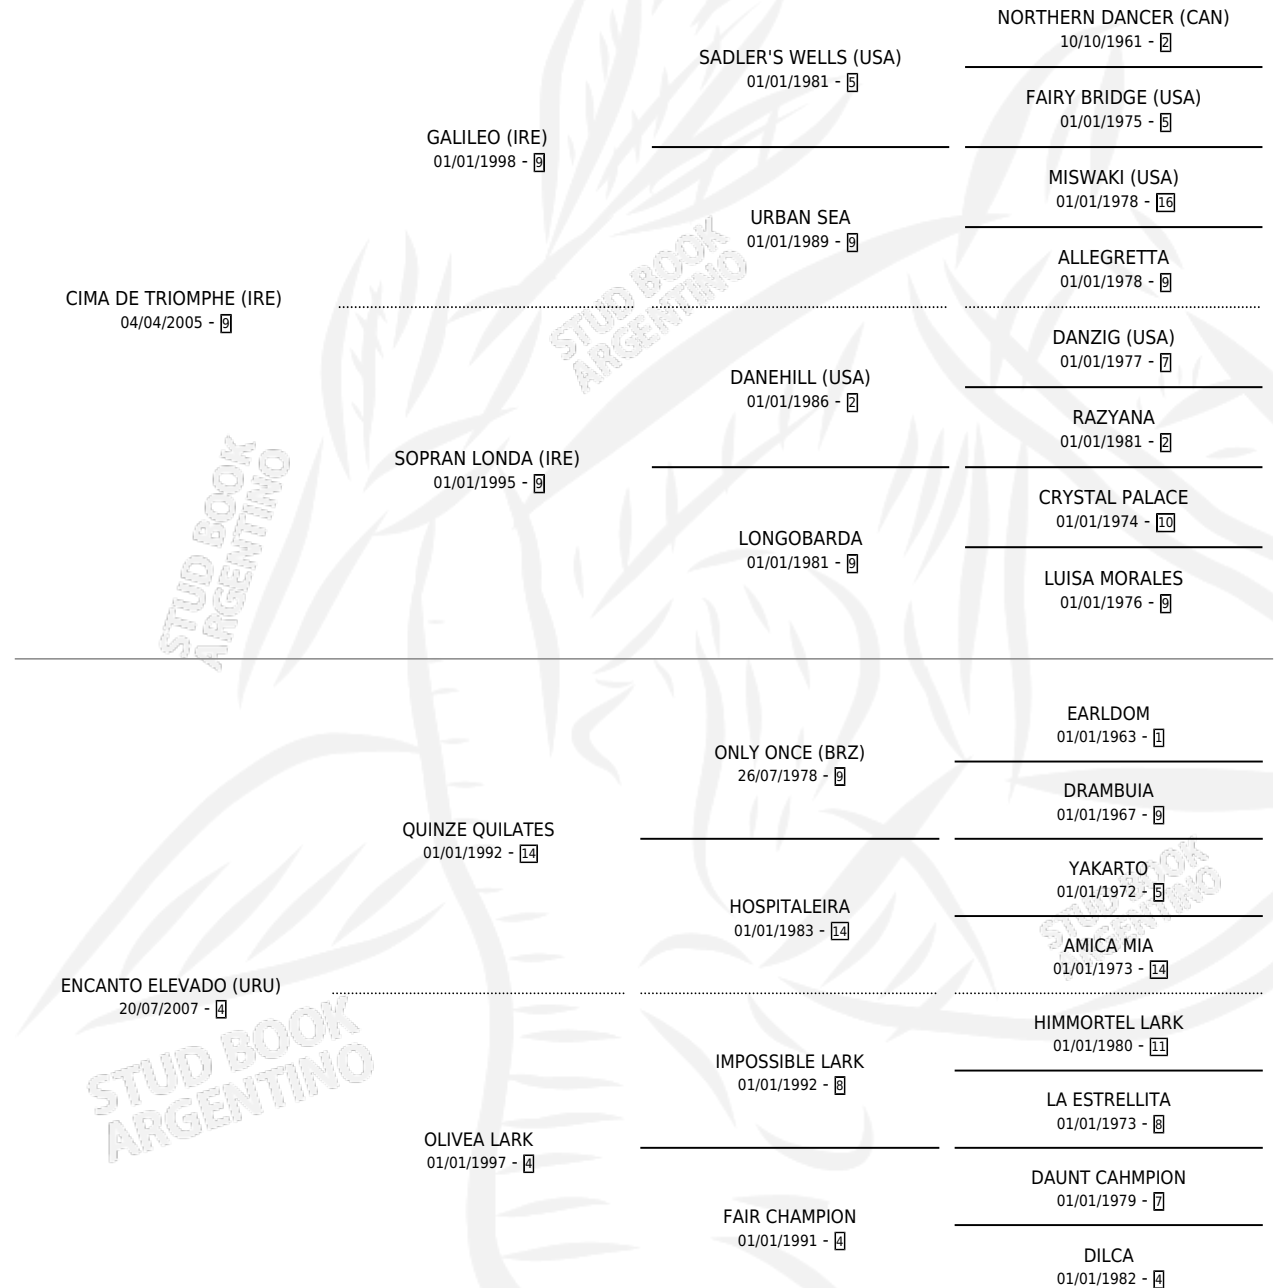 NORTHERN DANCER (CAN)
10/10/1961 - 2
SADLER'S WELLS (USA)
01/01/1981 - 5
FAIRY BRIDGE (USA)
01/01/1975 - 5
GALILEO (IRE)
01/01/1998 - 9
MISWAKI (USA)
01/01/1978 - 16
URBAN SEA
01/01/1989 - 9
ALLEGRETTA
01/01/1978 - 9
STUD BOOK
ARGENTINO
CIMA DE TRIOMPHE (IRE)
04/04/2005 - 9
DANZIG (USA)
01/01/1977 - 7
DANEHILL (USA)
01/01/1986 - 2
RAZYANA
01/01/1981 - 2
SOPRAN LONDA (IRE)
01/01/1995 - 9
CRYSTAL PALACE
01/01/1974 - 10
LONGOBARDA
01/01/1981 - 9
LUISA MORALES
01/01/1976 - 9
STUD BOOK
ARGENTINO
EARLDOM
01/01/1963 - 1
ONLY ONCE (BRZ)
26/07/1978 - 9
DRAMBUIA
01/01/1967 - 9
QUINZE QUILATES
01/01/1992 - 14
YAKARTO
01/01/1972 - 5
HOSPITALEIRA
01/01/1983 - 14
STUD BOOK
ARGENTINO
AMICA MIA
01/01/1973 - 14
ENCANTO ELEVADO (URU)
20/07/2007 - 4
HIMMORTEL LARK
01/01/1980 - 11
IMPOSSIBLE LARK
01/01/1992 - 8
LA ESTRELLITA
01/01/1973 - 8
STUD BOOK
ARGENTINO
OLIVEA LARK
01/01/1997 - 4
DAUNT CAHMPION
01/01/1979 - 7
FAIR CHAMPION
01/01/1991 - 4
DILCA
01/01/1982 - 4